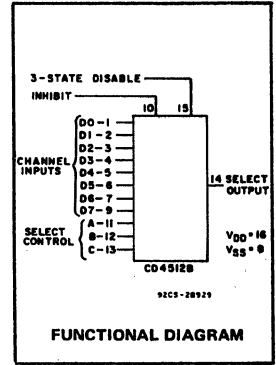 3-STATE DISABLE
INHIBIT
10 15
D0-1
D1-2
D2-3
CHANNEL INPUTS
D3-4
D4-5
D5-6
D6-7
D7-9
14 SELECT OUTPUT
SELECT CONTROL
A-11
B-12
C-13
VDD=16
VSS=8
CD4512B
92CS-28929
FUNCTIONAL DIAGRAM